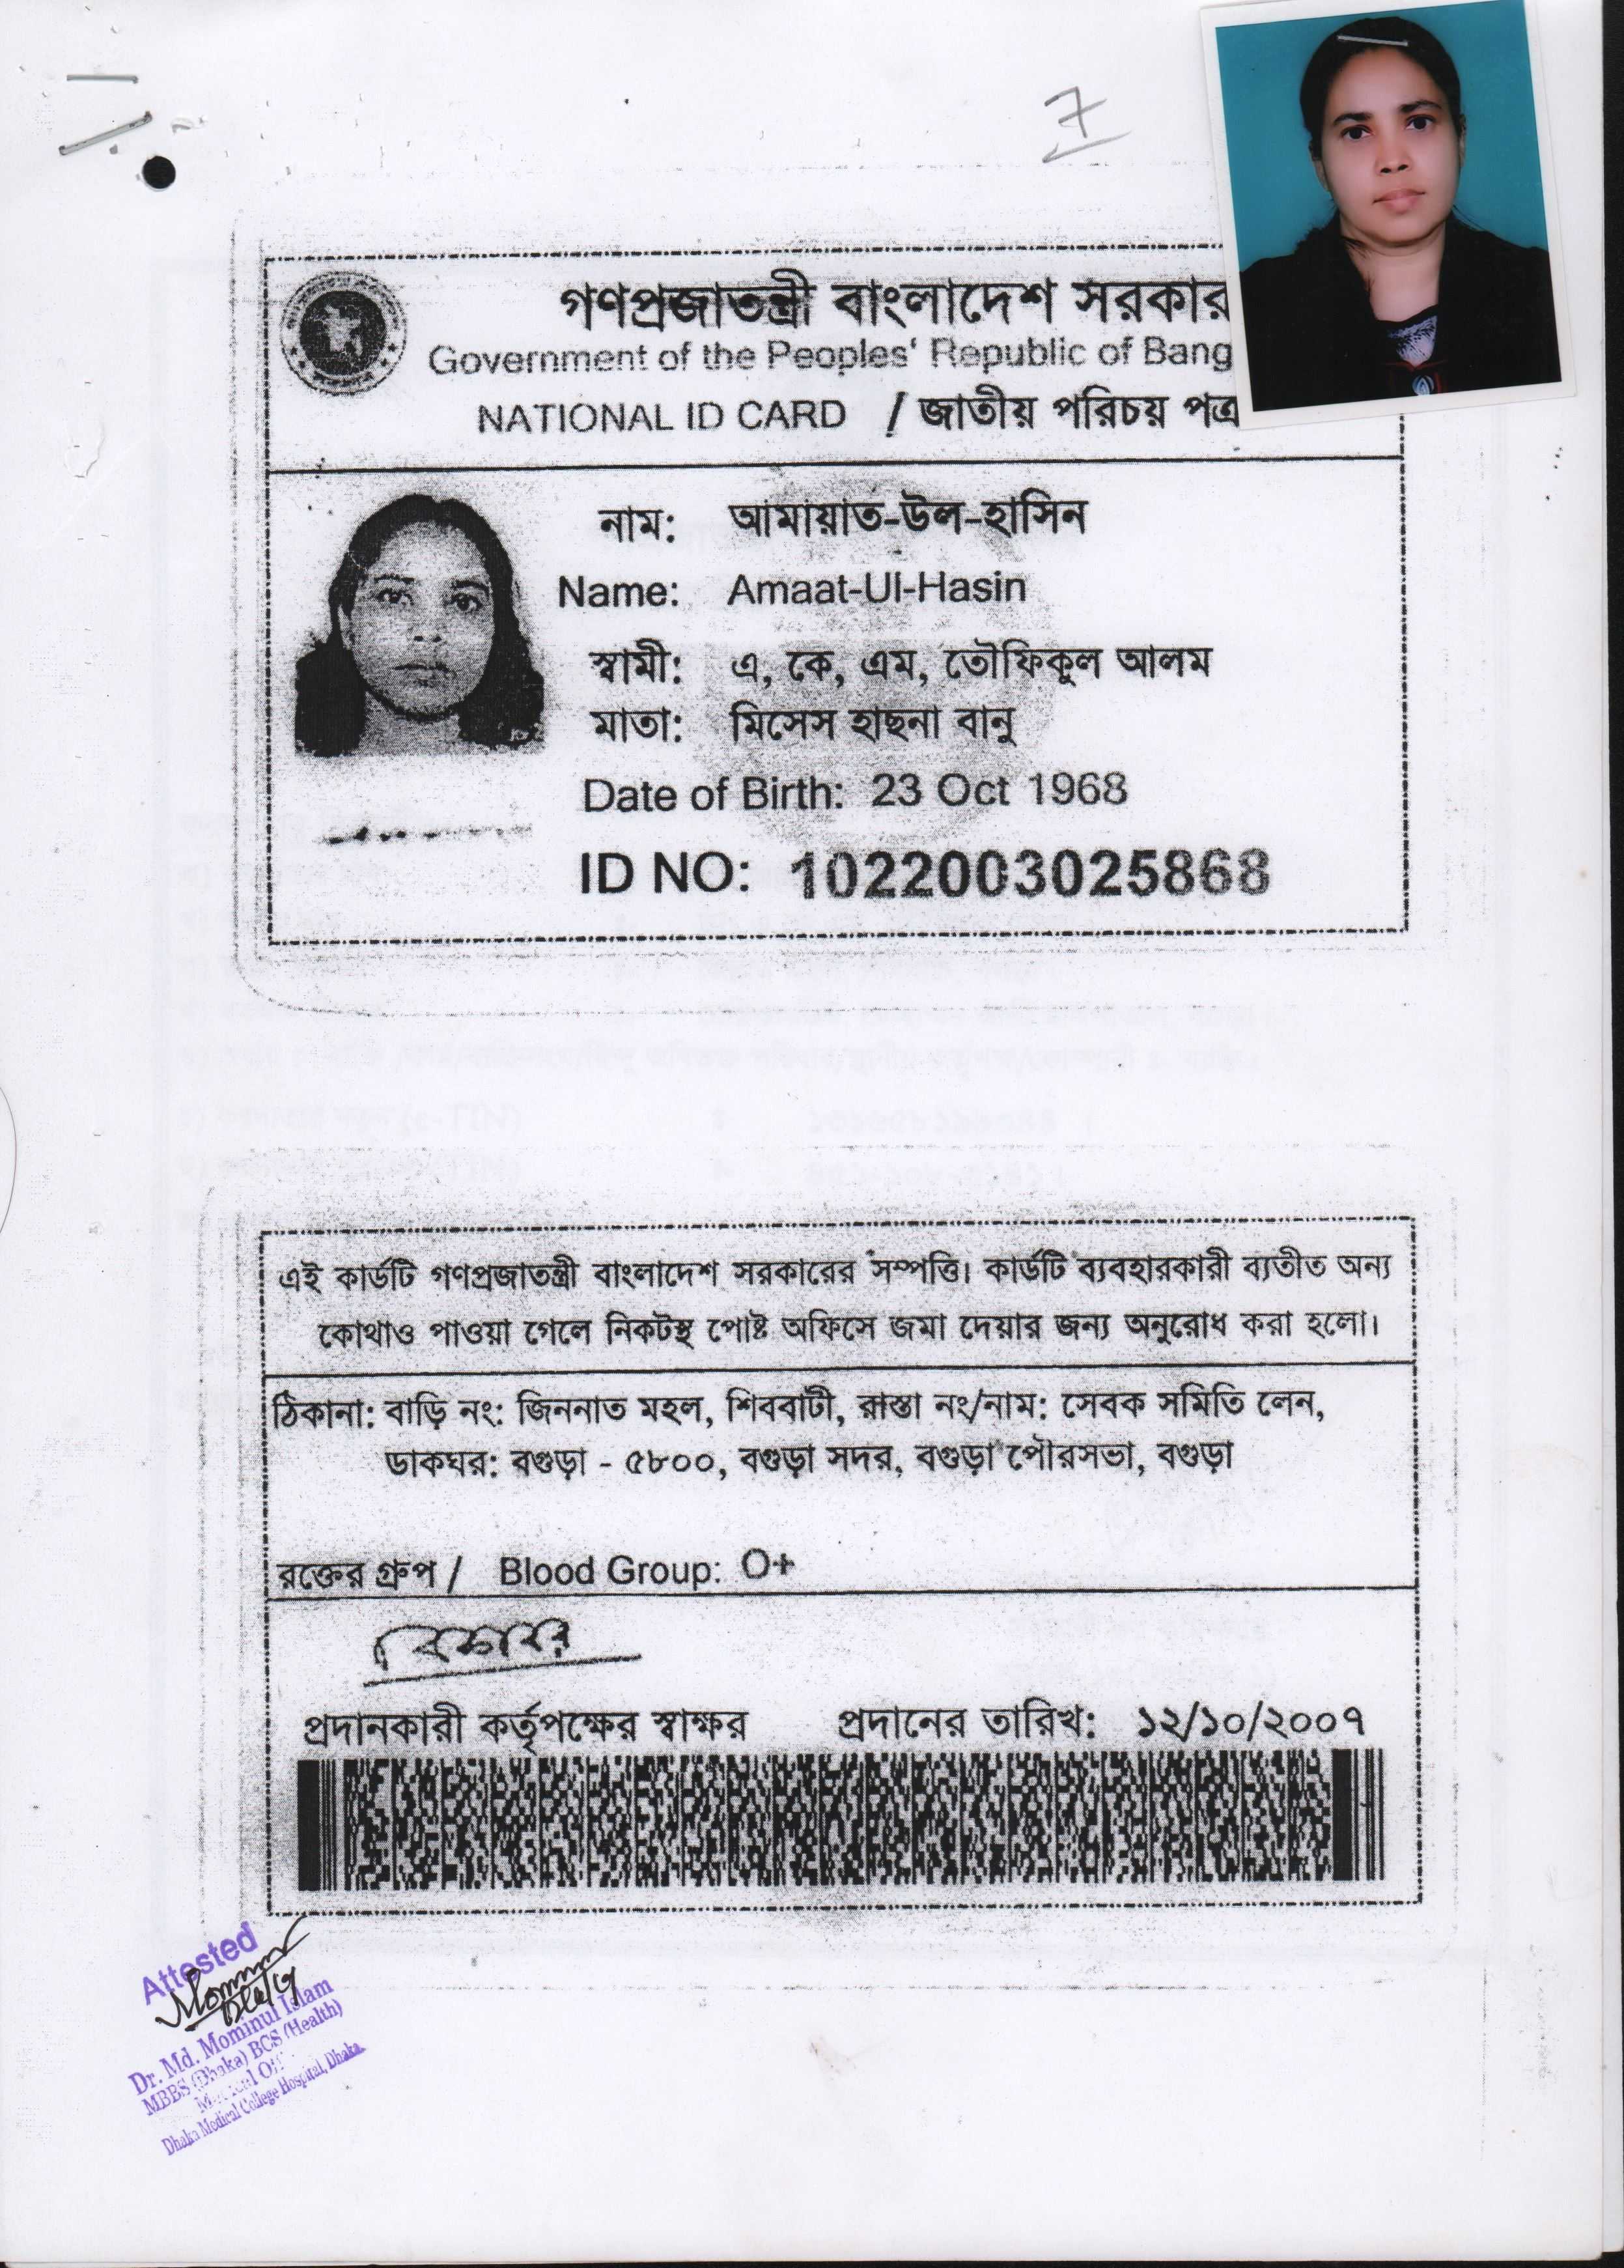 7
গণপ্রজাতন্ত্রী বাংলাদেশ সরকার
Government of the Peoples' Republic of Bang
NATIONAL ID CARD / জাতীয় পরিচয় পত্র
নাম: আমায়াত-উল-হাসিন
Name: Amaat-Ul-Hasin
স্বামী: এ, কে, এম, তৌফিকুল আলম
মাতা: মিসেস হাছনা বানু
Date of Birth: 23 Oct 1968
ID NO: 1022003025868
এই কার্ডটি গণপ্রজাতন্ত্রী বাংলাদেশ সরকারের সম্পত্তি। কার্ডটি ব্যবহারকারী ব্যতীত অন্য
কোথাও পাওয়া গেলে নিকটস্থ পোষ্ট অফিসে জমা দেয়ার জন্য অনুরোধ করা হলো।
ঠিকানা: বাড়ি নং: জিননাত মহল, শিববাটী, রাস্তা নং/নাম: সেবক সমিতি লেন,
ডাকঘর: বগুড়া - ৫৮০০, বগুড়া সদর, বগুড়া পৌরসভা, বগুড়া
রক্তের গ্রুপ / Blood Group: O+
প্রদানকারী কর্তৃপক্ষের স্বাক্ষর প্রদানের তারিখ: ১২/১০/২০০৭
Attested
Dr. Md. Mominul Islam
MBBS (Dhaka) BCS (Health)
Dhaka Medical College Hospital, Dhaka